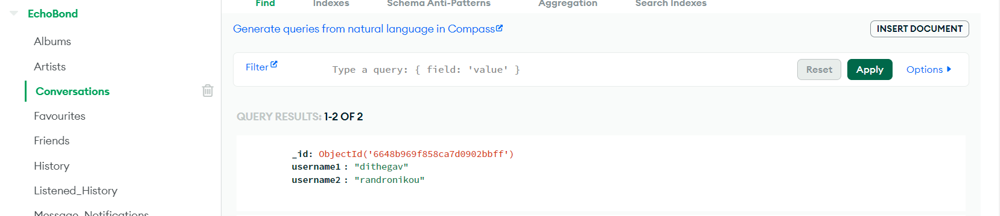 EchoBond
Albums
Artists
Conversations
Favourites
Friends
History
Listened_History
Message_Notifications
Find Indexes Schema Anti-Patterns Aggregation Search Indexes
Generate queries from natural language in Compass
INSERT DOCUMENT
Filter Type a query: { field: 'value' } Reset Apply Options
QUERY RESULTS: 1-2 OF 2
_id: ObjectId('6648b969f858ca7d0902bbff')
username1 : "dithegav"
username2 : "randronikou"